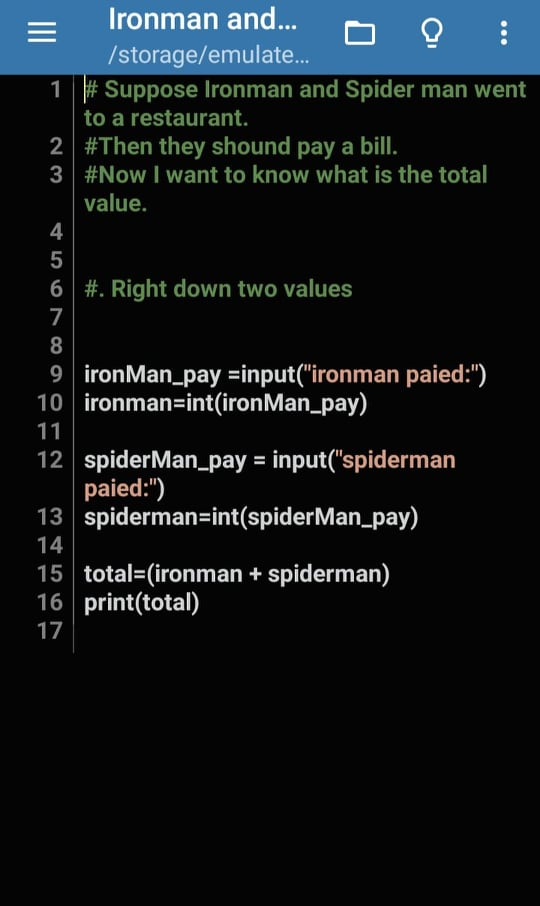 Ironman and...
/storage/emulate...
1 # Suppose Ironman and Spider man went
to a restaurant.
2 #Then they shound pay a bill.
3 #Now I want to know what is the total
value.
4
5
6 #. Right down two values
7
8
9 ironMan_pay =input("ironman paied:")
10 ironman=int(ironMan_pay)
11
12 spiderMan_pay = input("spiderman
paied:")
13 spiderman=int(spiderMan_pay)
14
15 total=(ironman + spiderman)
16 print(total)
17